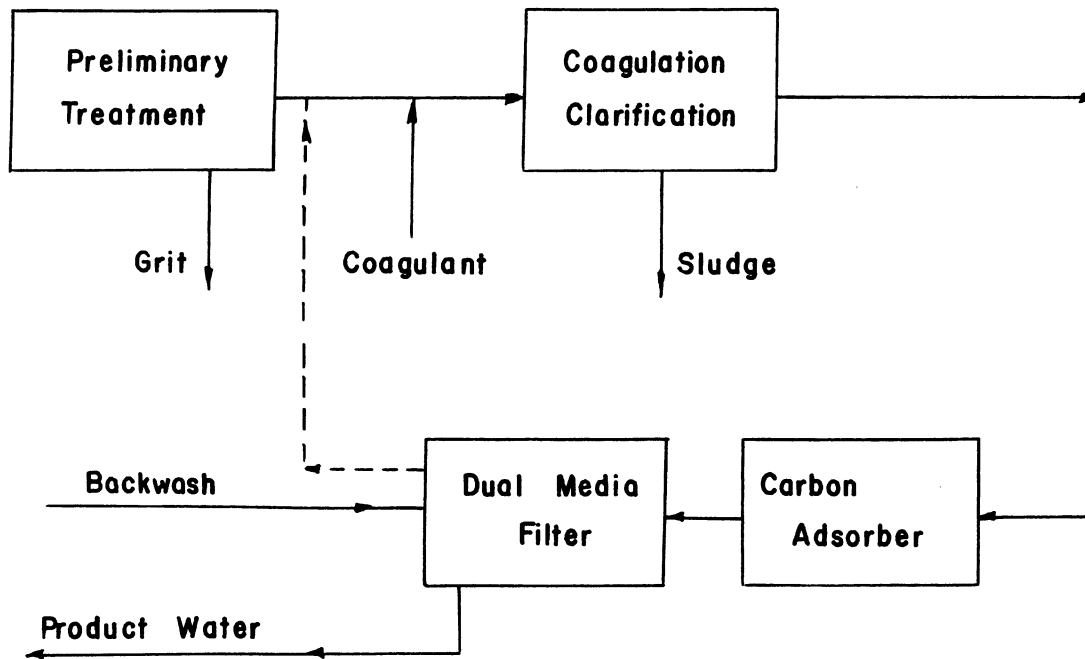 Preliminary
Treatment
Coagulation
Clarification
Grit
Coagulant
Sludge
Backwash
Dual Media
Filter
Carbon
Adsorber
Product Water